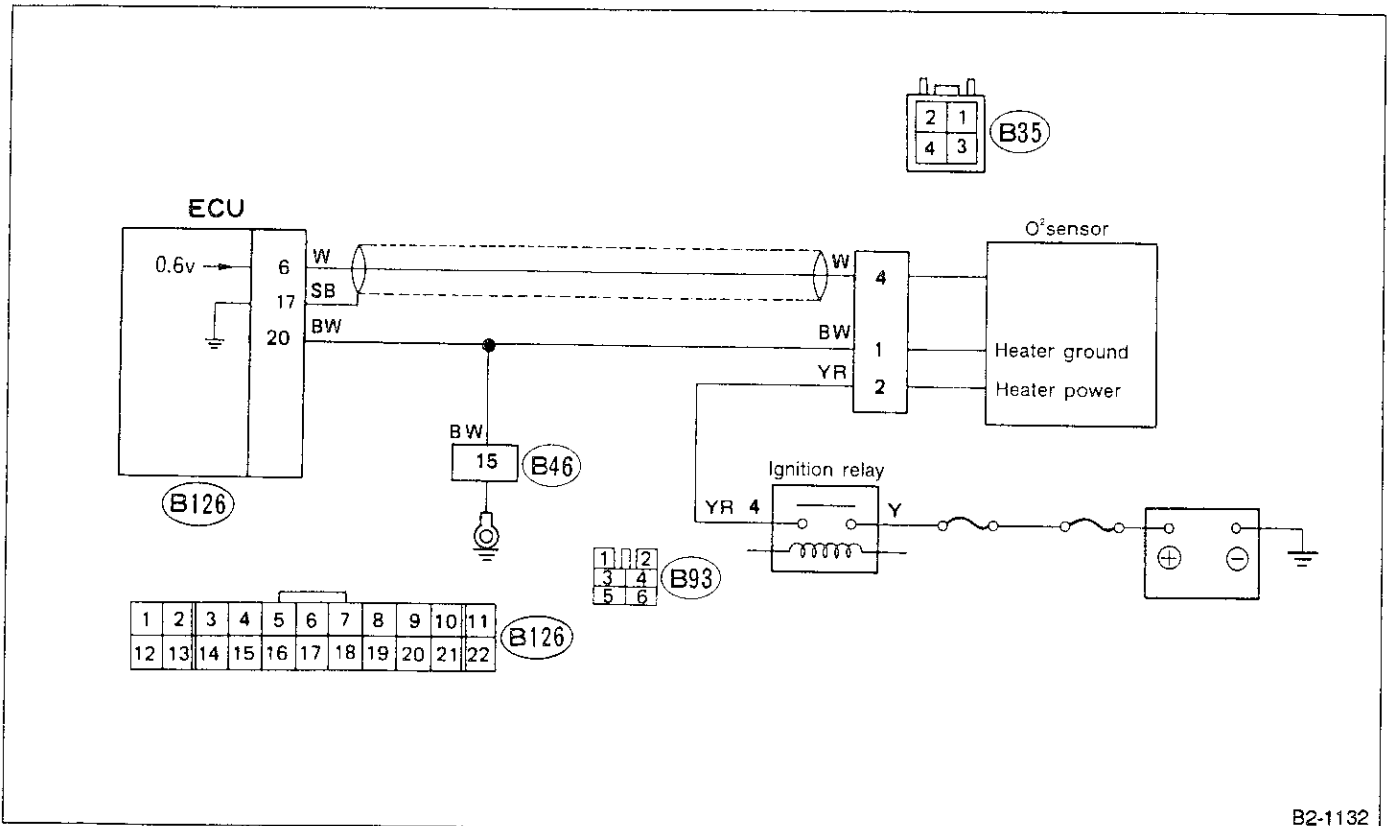 2 1
4 3
B35
ECU
O²sensor
0.6v
6
W
W
4
17
SB
20
BW
BW
1
Heater ground
YR
2
Heater power
BW
15
B46
B126
Ignition relay
YR 4
Y
+ −
1 2
3 4
5 6
B93
1 2 3 4 5 6 7 8 9 10 11
12 13 14 15 16 17 18 19 20 21 22
B126
B2-1132